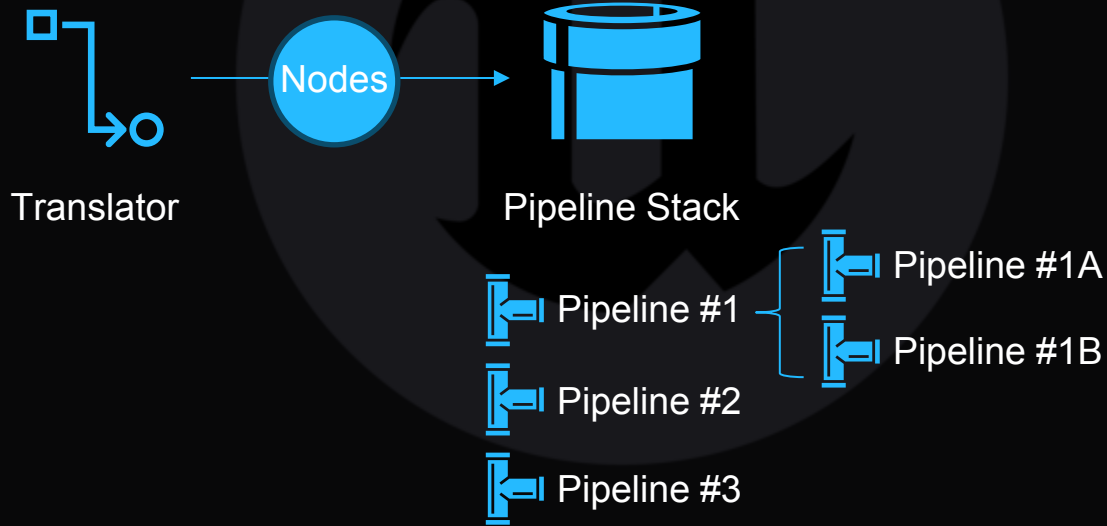 Nodes
Translator
Pipeline Stack
Pipeline #1
Pipeline #1A
Pipeline #1B
Pipeline #2
Pipeline #3